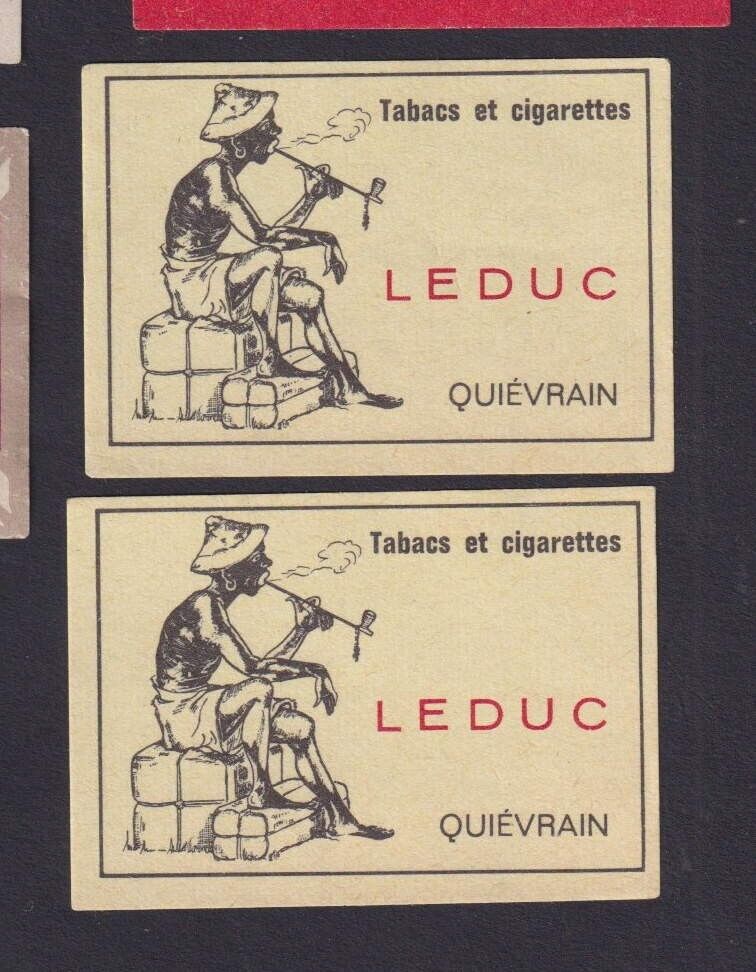 Tabacs et cigarettes
LEDUC
QUIÉVRAIN
Tabacs et cigarettes
LEDUC
QUIÉVRAIN